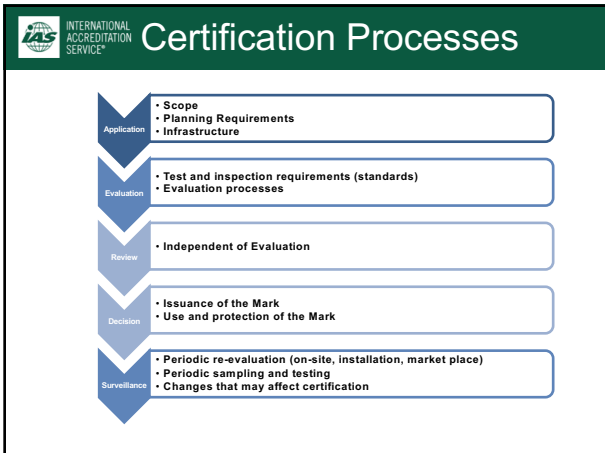 IAS
INTERNATIONAL
ACCREDITATION
SERVICE®
Certification Processes
Application
• Scope
• Planning Requirements
• Infrastructure
Evaluation
• Test and inspection requirements (standards)
• Evaluation processes
Review
• Independent of Evaluation
Decision
• Issuance of the Mark
• Use and protection of the Mark
Surveillance
• Periodic re-evaluation (on-site, installation, market place)
• Periodic sampling and testing
• Changes that may affect certification